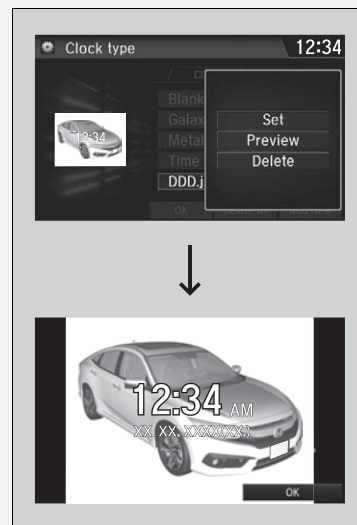 Clock type 12:34
Blank
Galax
Metal
Time
DDD.j
12:34
Set
Preview
Delete
OK
12:34 AM
XX. XX. XXXX(XX.)
OK